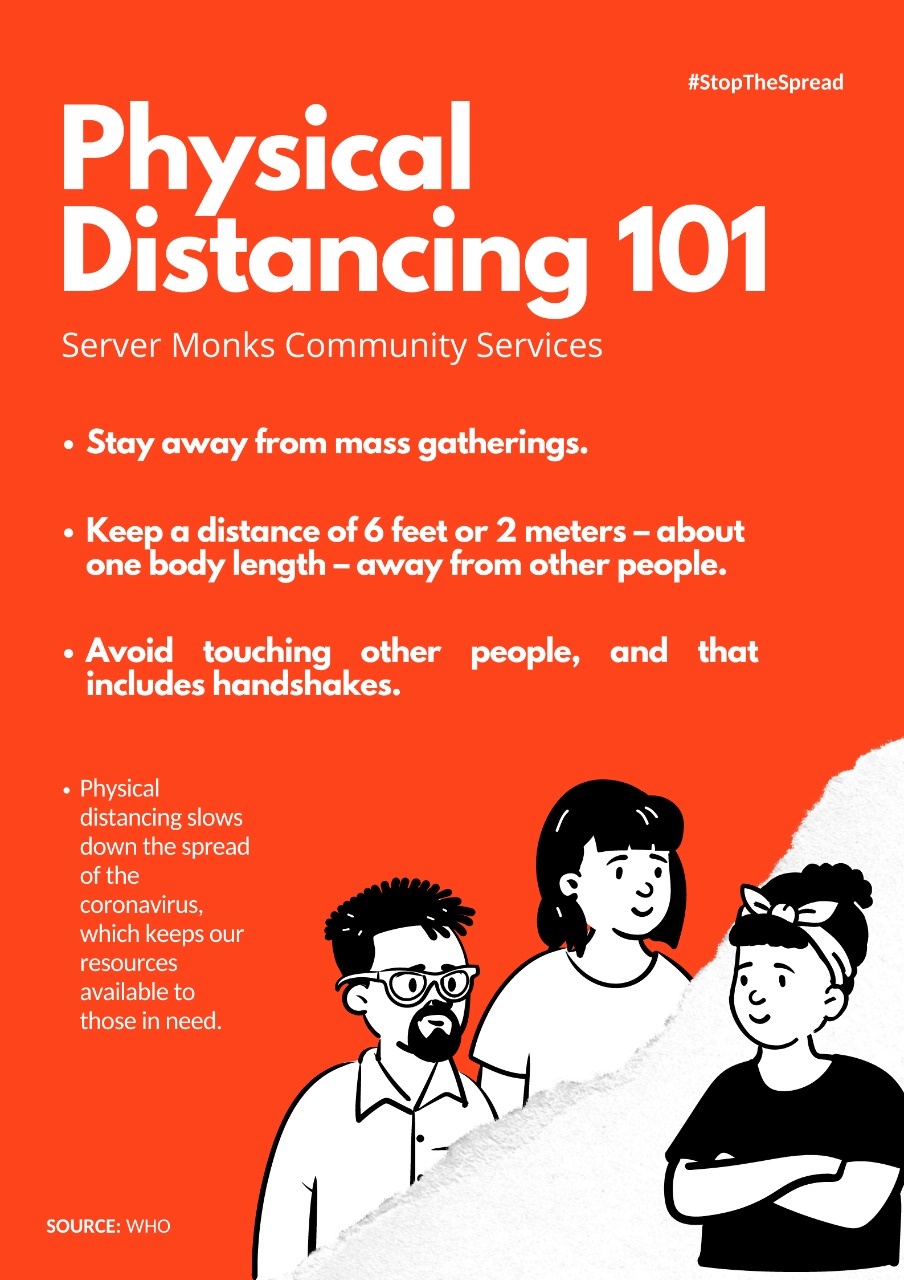 #StopTheSpread
Physical
Distancing 101
Server Monks Community Services
• Stay away from mass gatherings.
• Keep a distance of 6 feet or 2 meters – about
one body length – away from other people.
• Avoid touching other people, and that
includes handshakes.
• Physical
distancing slows
down the spread
of the
coronavirus,
which keeps our
resources
available to
those in need.
SOURCE: WHO